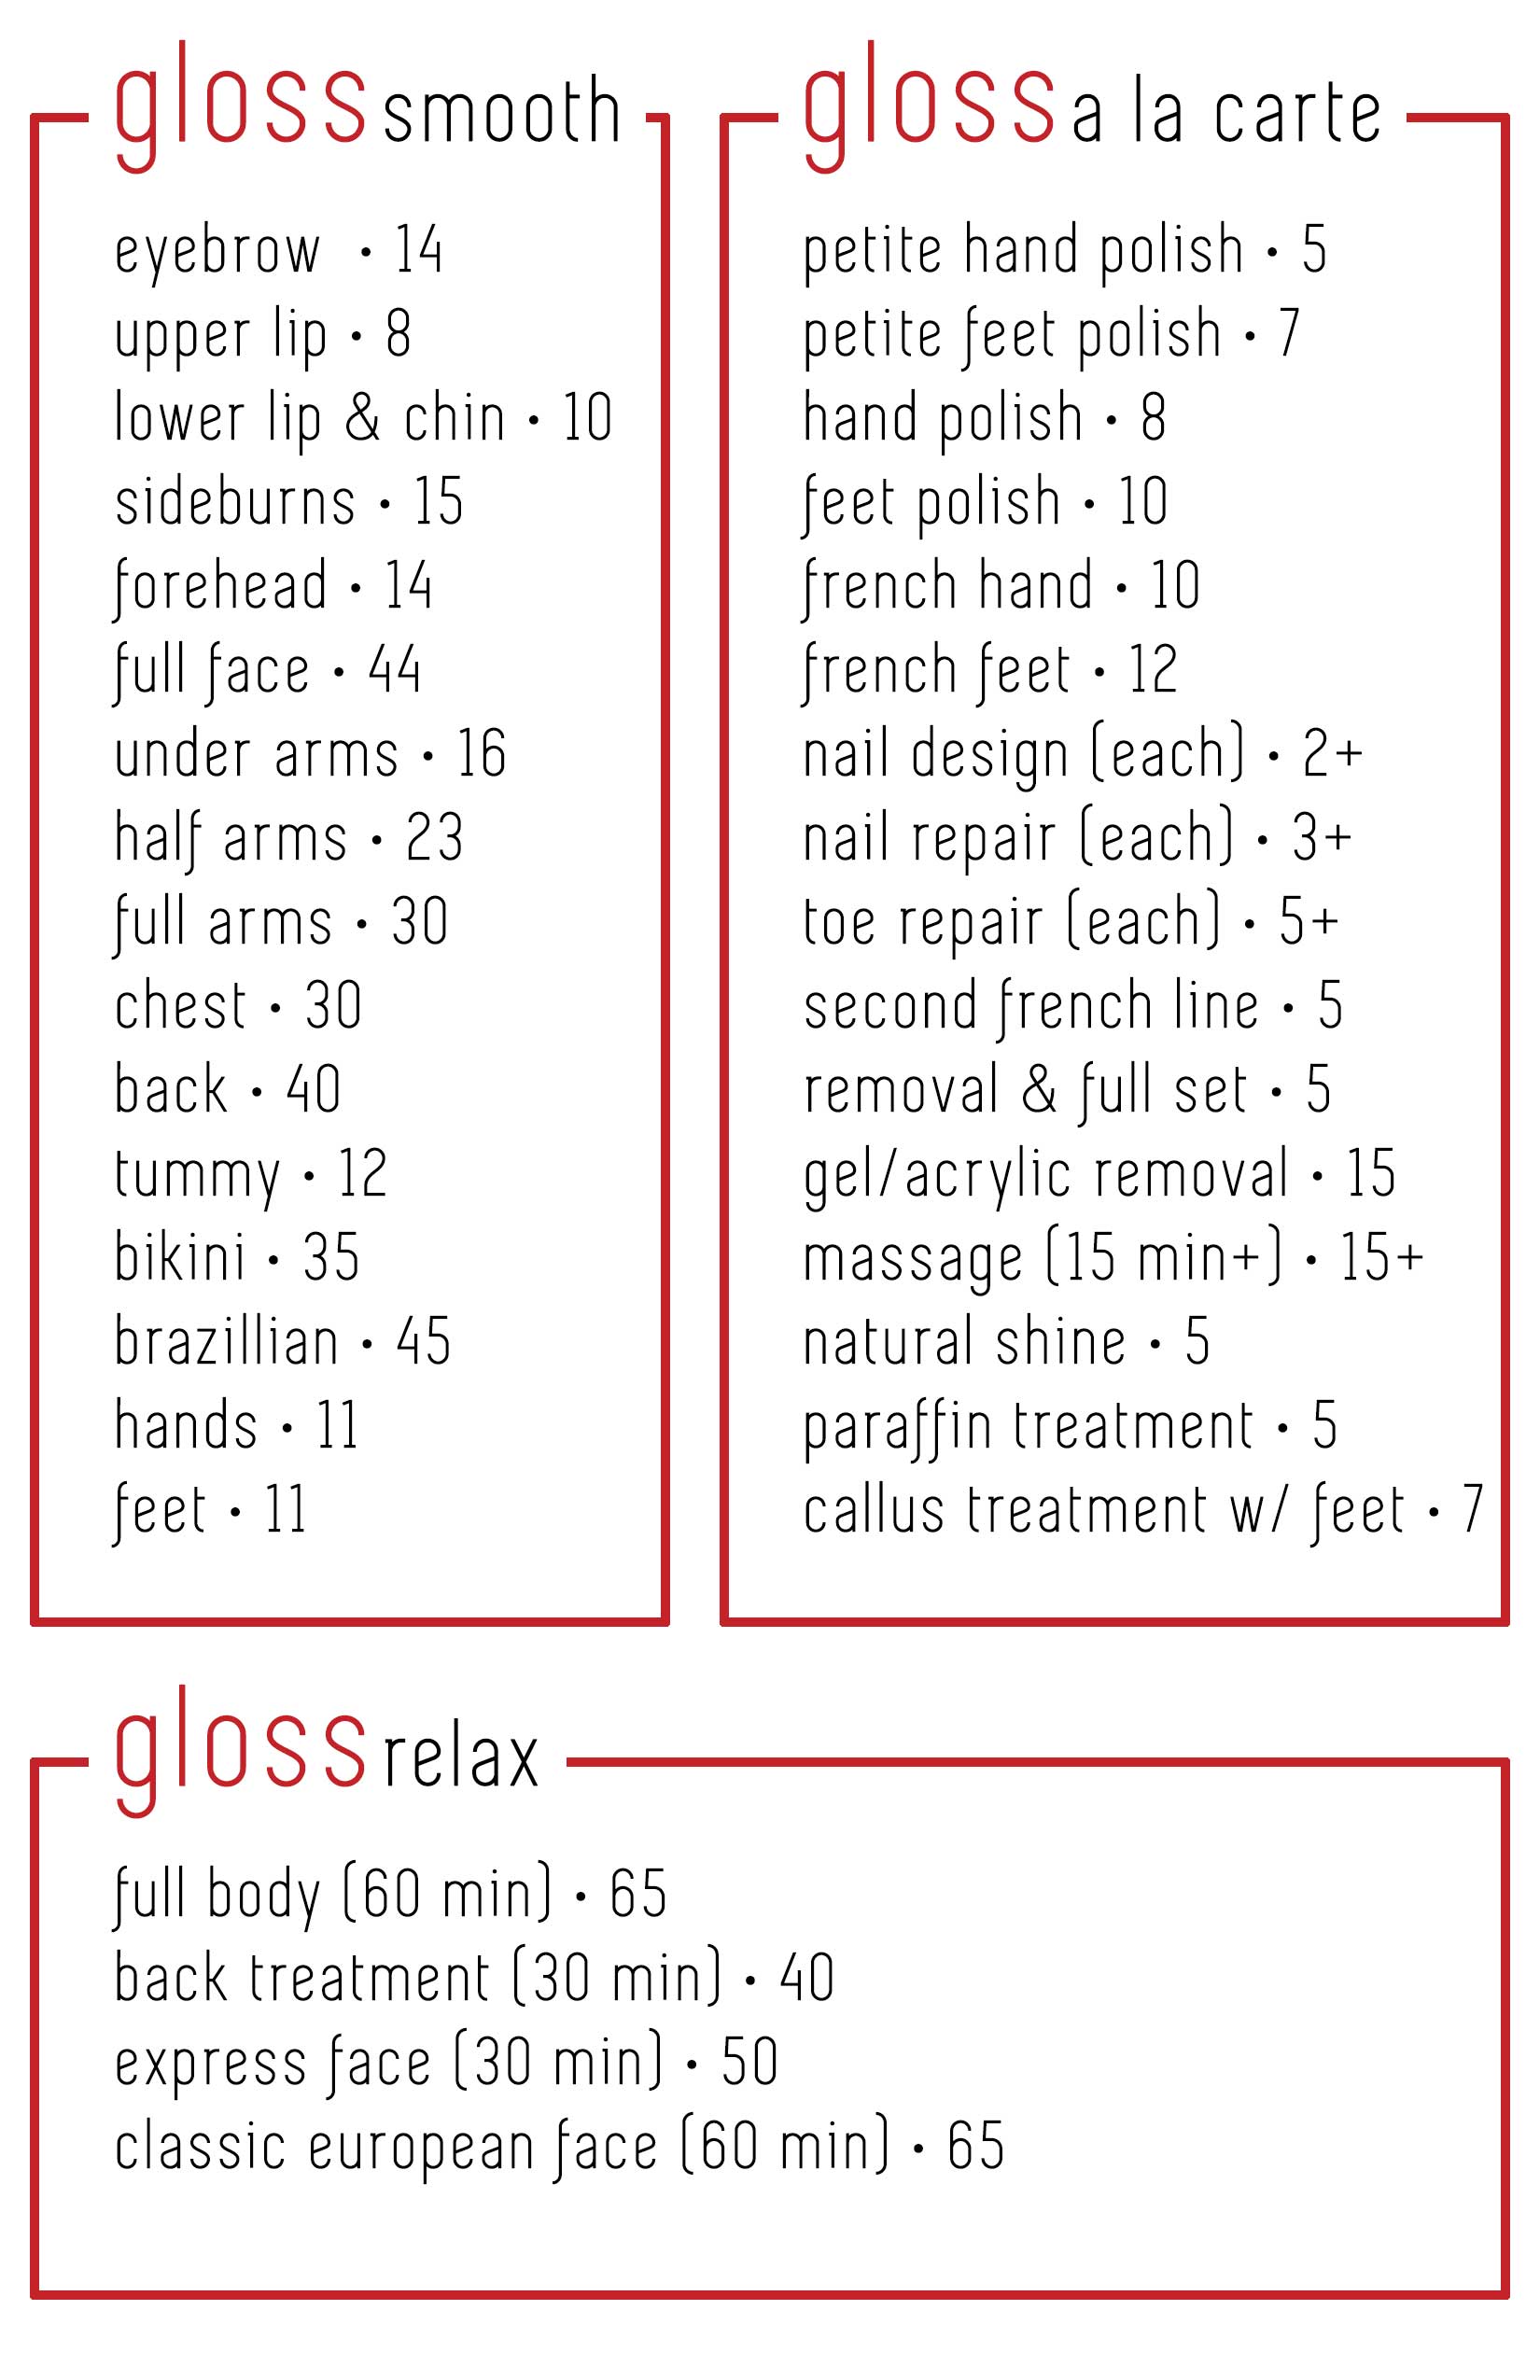 gloss smooth
eyebrow • 14
upper lip • 8
lower lip & chin • 10
sideburns • 15
forehead • 14
full face • 44
under arms • 16
half arms • 23
full arms • 30
chest • 30
back • 40
tummy • 12
bikini • 35
brazillian • 45
hands • 11
feet • 11
gloss a la carte
petite hand polish • 5
petite feet polish • 7
hand polish • 8
feet polish • 10
french hand • 10
french feet • 12
nail design (each) • 2+
nail repair (each) • 3+
toe repair (each) • 5+
second french line • 5
removal & full set • 5
gel/acrylic removal • 15
massage (15 min+) • 15+
natural shine • 5
paraffin treatment • 5
callus treatment w/ feet • 7
gloss relax
full body (60 min) • 65
back treatment (30 min) • 40
express face (30 min) • 50
classic european face (60 min) • 65